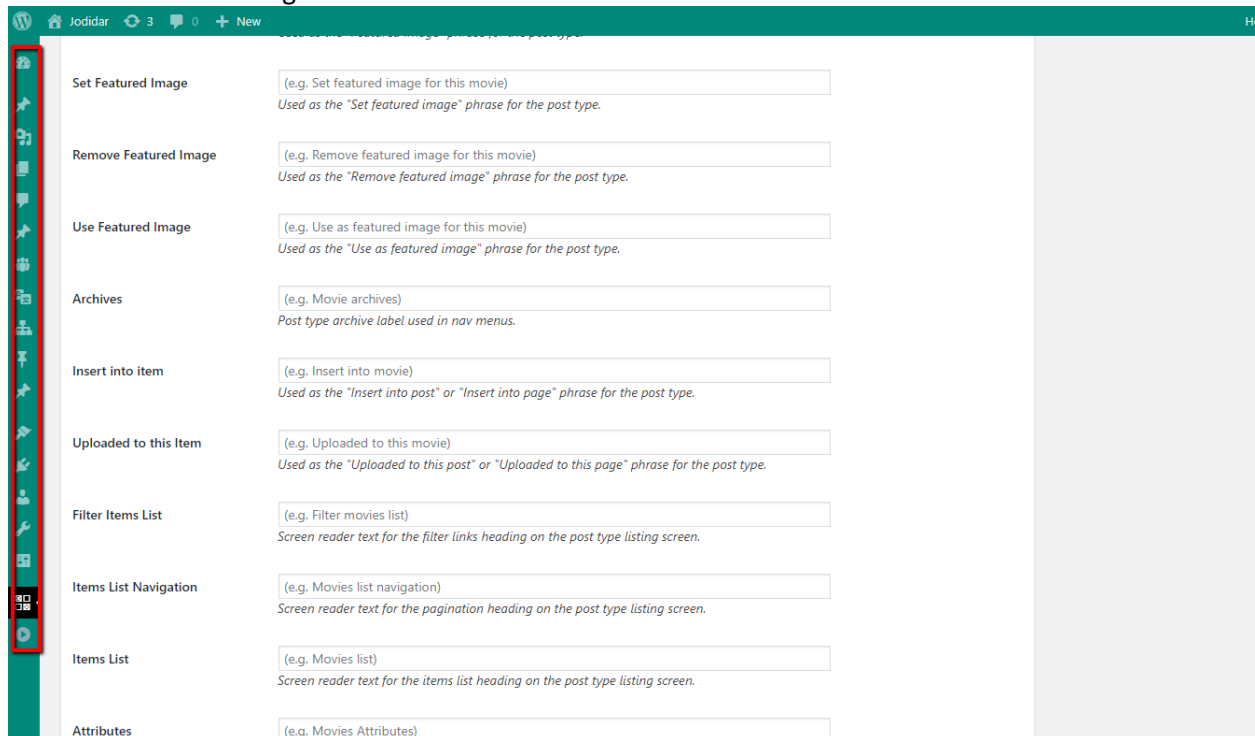 Jodidar 3 0 + New
Set Featured Image (e.g. Set featured image for this movie)
Used as the "Set featured image" phrase for the post type.
Remove Featured Image (e.g. Remove featured image for this movie)
Used as the "Remove featured image" phrase for the post type.
Use Featured Image (e.g. Use as featured image for this movie)
Used as the "Use as featured image" phrase for the post type.
Archives (e.g. Movie archives)
Post type archive label used in nav menus.
Insert into item (e.g. Insert into movie)
Used as the "Insert into post" or "Insert into page" phrase for the post type.
Uploaded to this Item (e.g. Uploaded to this movie)
Used as the "Uploaded to this post" or "Uploaded to this page" phrase for the post type.
Filter Items List (e.g. Filter movies list)
Screen reader text for the filter links heading on the post type listing screen.
Items List Navigation (e.g. Movies list navigation)
Screen reader text for the pagination heading on the post type listing screen.
Items List (e.g. Movies list)
Screen reader text for the items list heading on the post type listing screen.
Attributes (e.g. Movies Attributes)